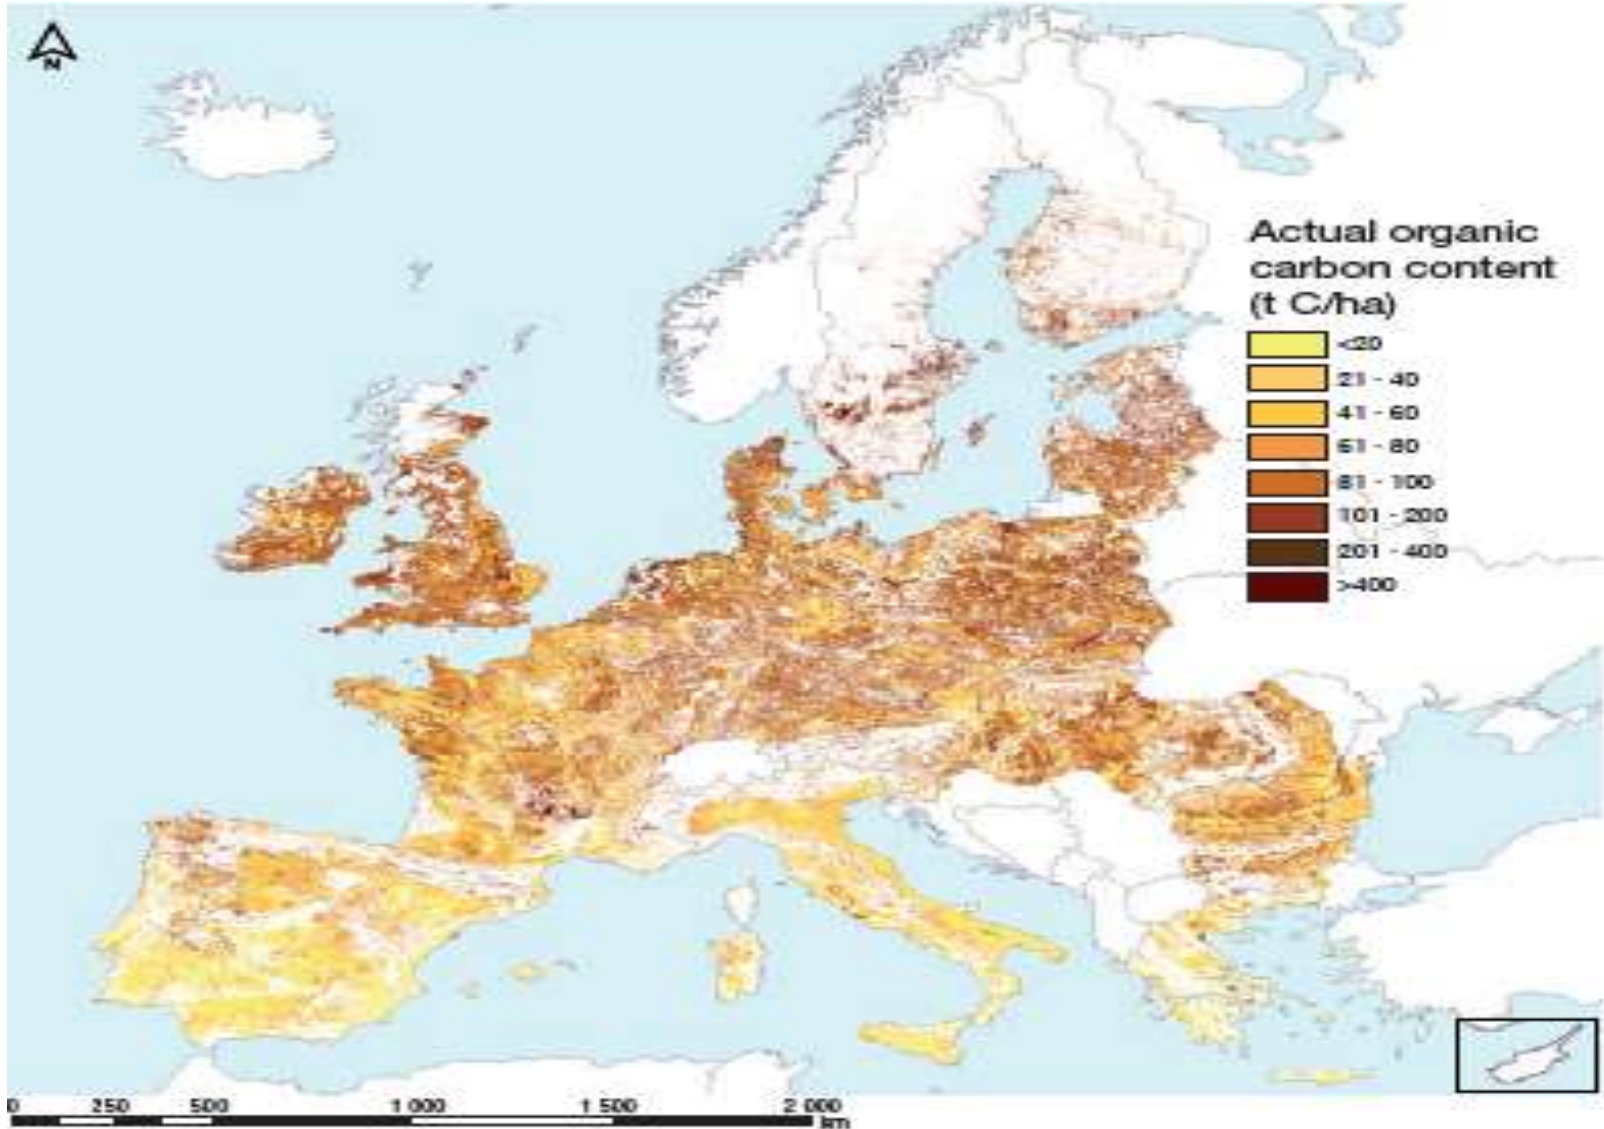 N
Actual organic
carbon content
(t C/ha)
<20
21 - 40
41 - 60
61 - 80
81 - 100
101 - 200
201 - 400
>400
0 250 500 1 000 1 500 2 000
km